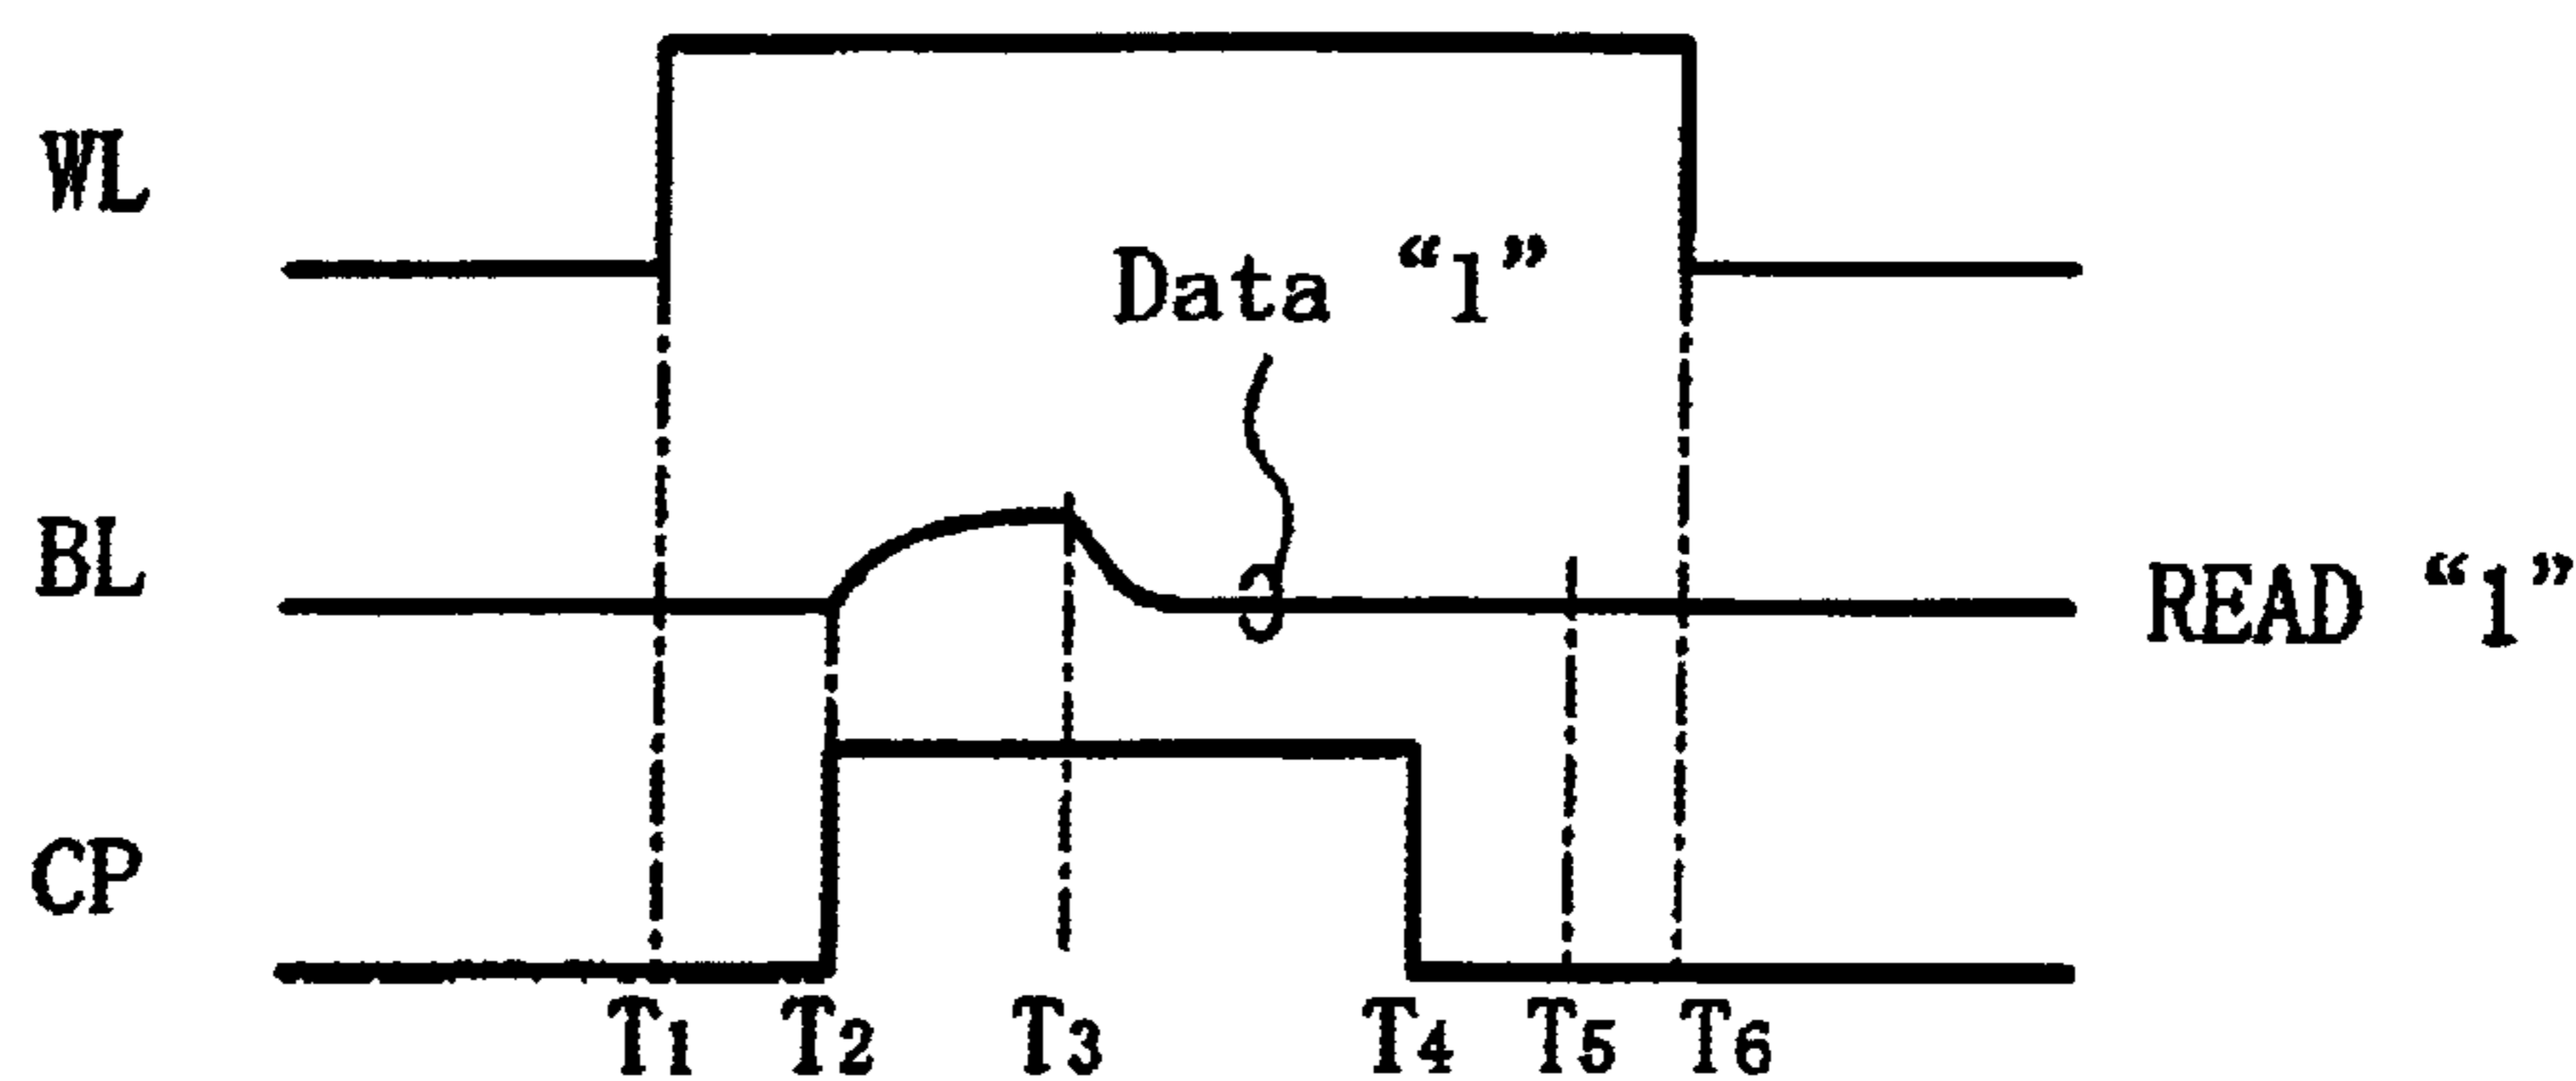 WL
Data “1”
BL
READ “1”
CP
T1 T2 T3 T4 T5 T6